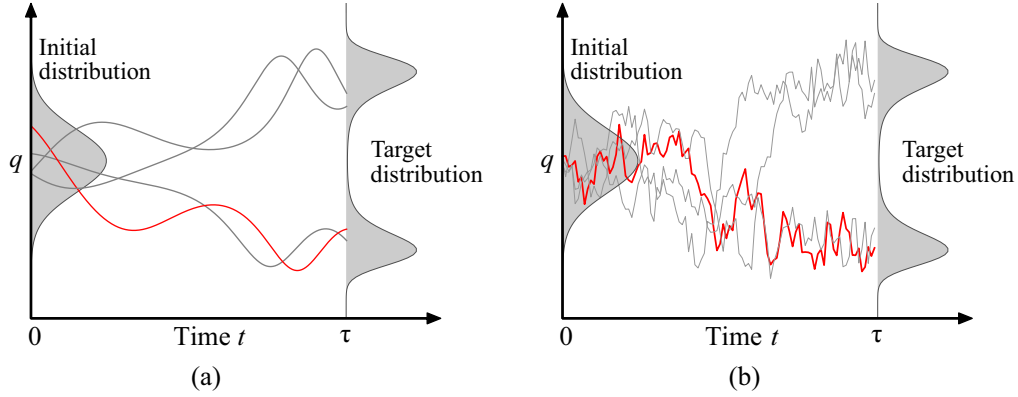 Initial
distribution
q
Target
distribution
0
Time t
τ
(a)
Initial
distribution
q
Target
distribution
0
Time t
τ
(b)